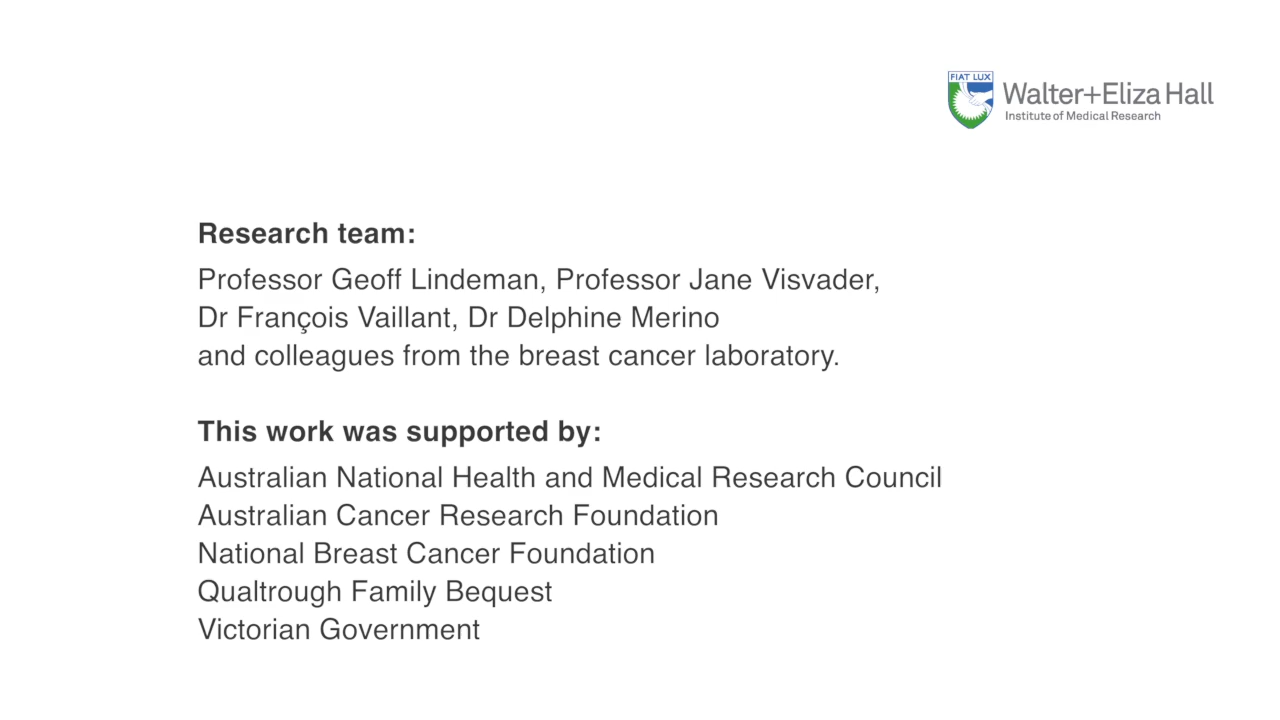 FIAT LUX
Walter+Eliza Hall
Institute of Medical Research
Research team:
Professor Geoff Lindeman, Professor Jane Visvader,
Dr François Vaillant, Dr Delphine Merino
and colleagues from the breast cancer laboratory.
This work was supported by:
Australian National Health and Medical Research Council
Australian Cancer Research Foundation
National Breast Cancer Foundation
Qualtrough Family Bequest
Victorian Government